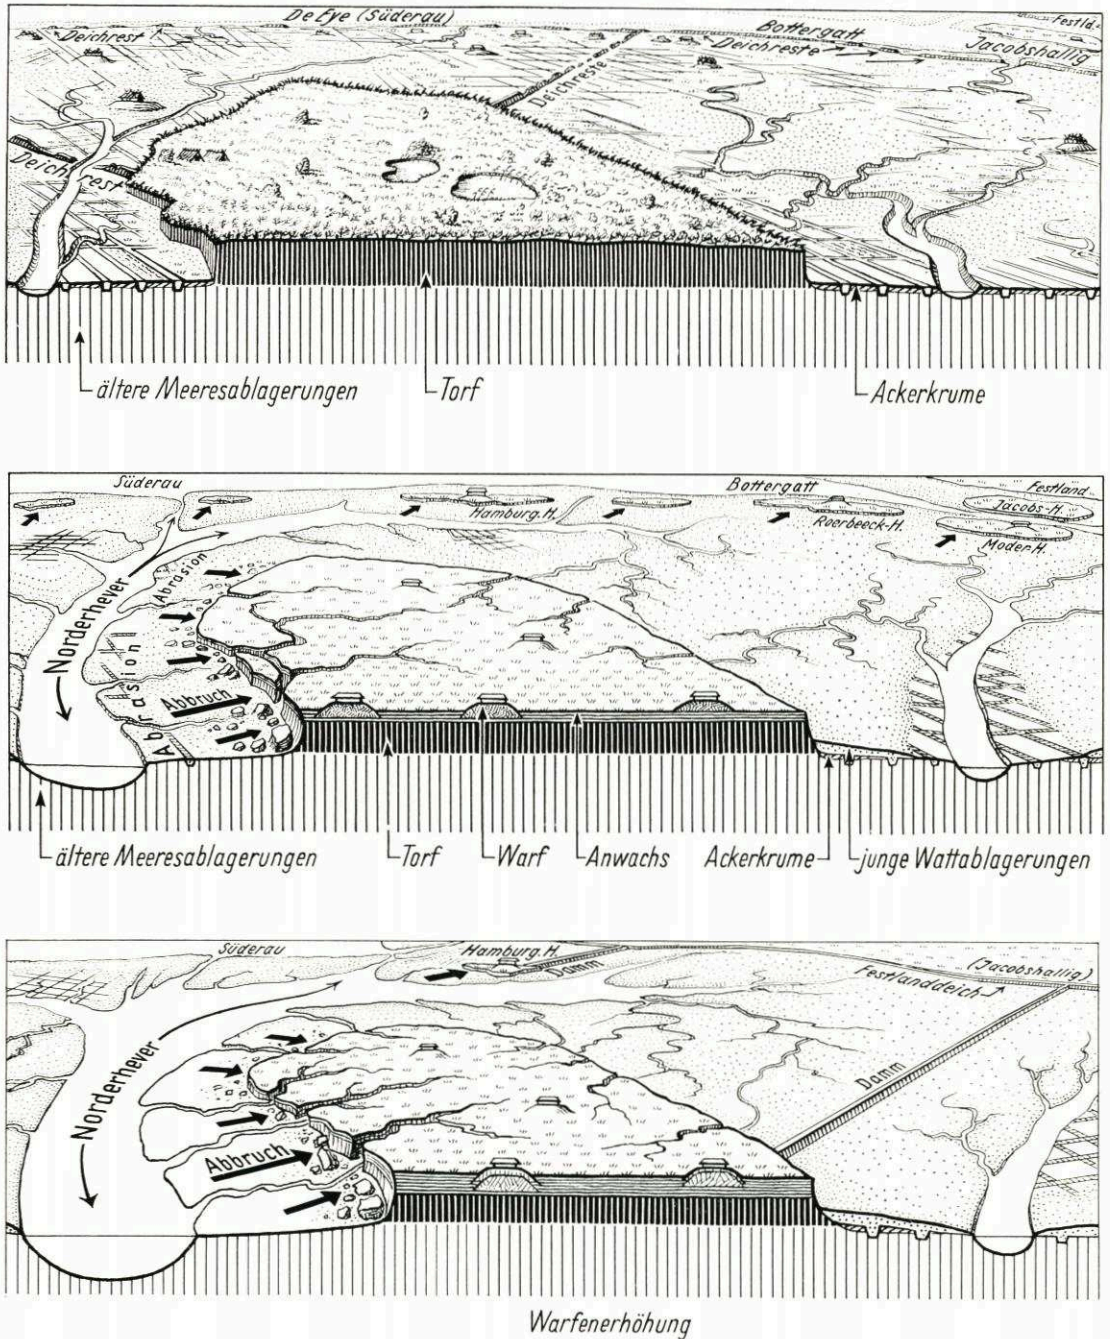 De Eye (Süderau)
Bottergatt
Festld.
Deichrest
Deichreste
Jacobshallig
Deichreste
Deichrest
ältere Meeresablagerungen
Torf
Ackerkrume
Süderau
Bottergatt
Festland
Hamburg.H.
Roerbeeck-H.
Jacobs-H.
Moder-H.
Norderhever
Abrasion
Abrasion
Abbruch
ältere Meeresablagerungen
Torf
Warf
Anwachs
Ackerkrume
junge Wattablagerungen
Süderau
Hamburg.H.
Damm
Festlanddeich
(Jacobshallig)
Norderhever
Damm
Abbruch
Warfenerhöhung